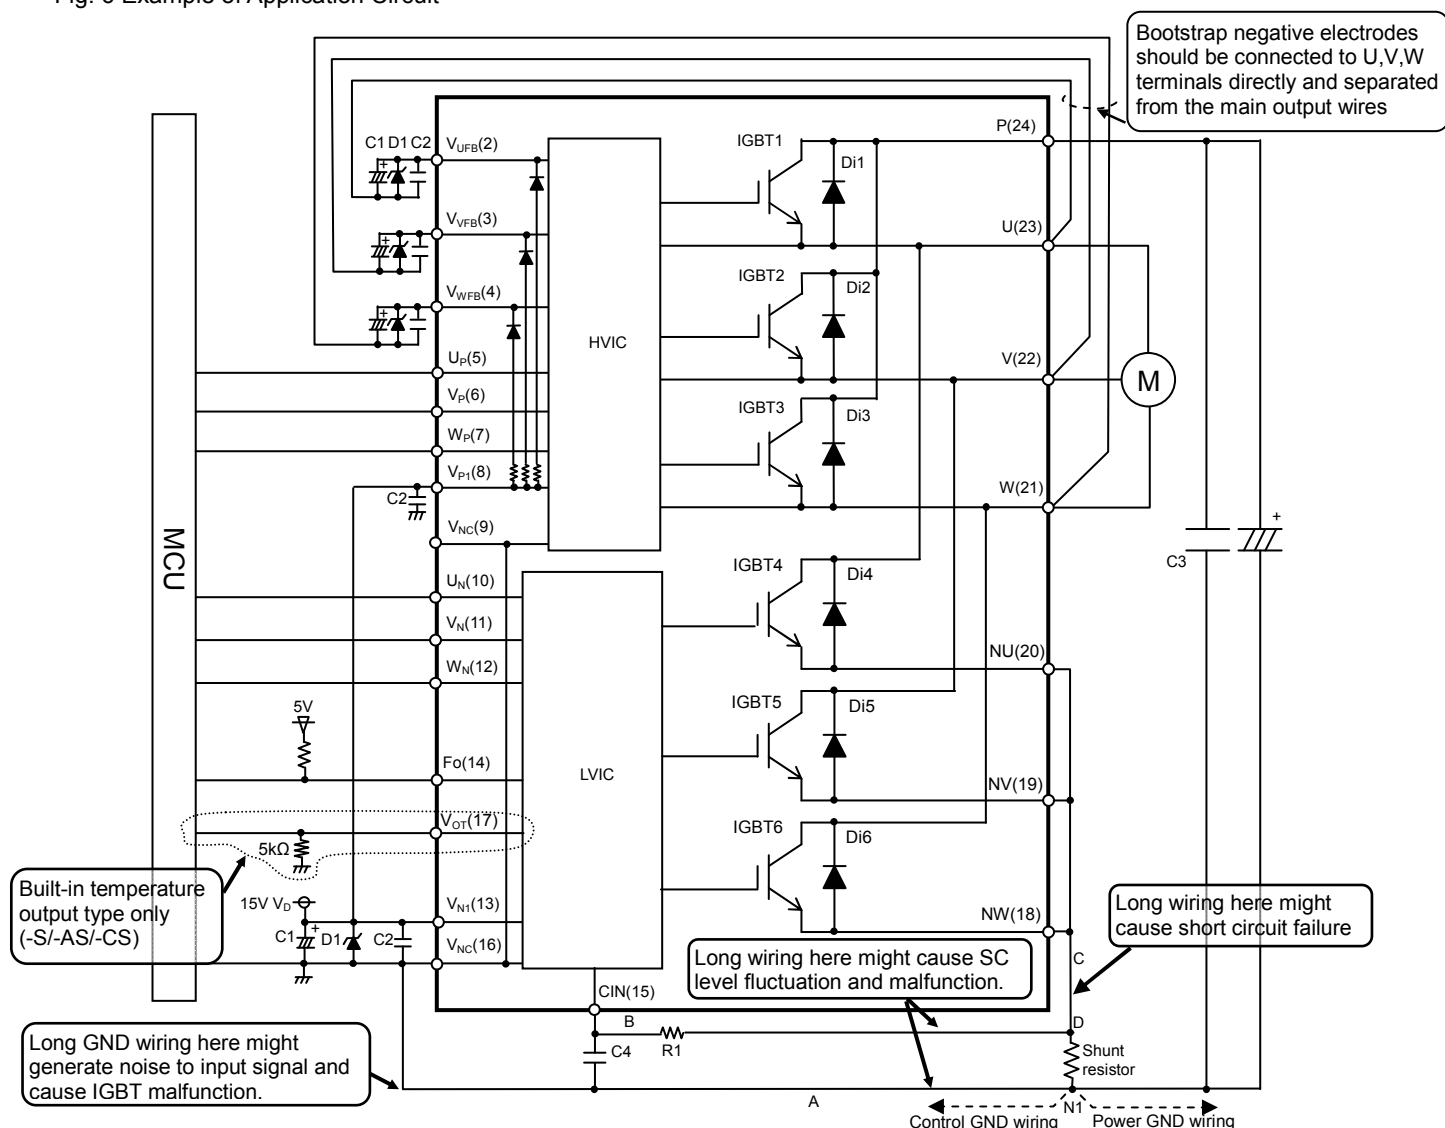 Fig. 6 Example of Application Circuit
Bootstrap negative electrodes
should be connected to U,V,W
terminals directly and separated
from the main output wires
C1 D1 C2
VUFB(2)
IGBT1
Di1
P(24)
VVFB(3)
U(23)
VWFB(4)
IGBT2
Di2
HVIC
UP(5)
V(22)
M
VP(6)
IGBT3
Di3
WP(7)
VP1(8)
C2
W(21)
MCU
VNC(9)
+
C3
IGBT4
Di4
UN(10)
VN(11)
WN(12)
NU(20)
5V
IGBT5
Di5
Fo(14)
LVIC
NV(19)
VOT(17)
IGBT6
Di6
5kΩ
Built-in temperature
output type only
(-S/-AS/-CS)
15V VD
VN1(13)
NW(18)
C1
+
D1
C2
VNC(16)
Long wiring here might
cause short circuit failure
Long wiring here might cause SC
level fluctuation and malfunction.
C
CIN(15)
B
D
R1
C4
Shunt
resistor
Long GND wiring here might
generate noise to input signal and
cause IGBT malfunction.
A
N1
Control GND wiring
Power GND wiring